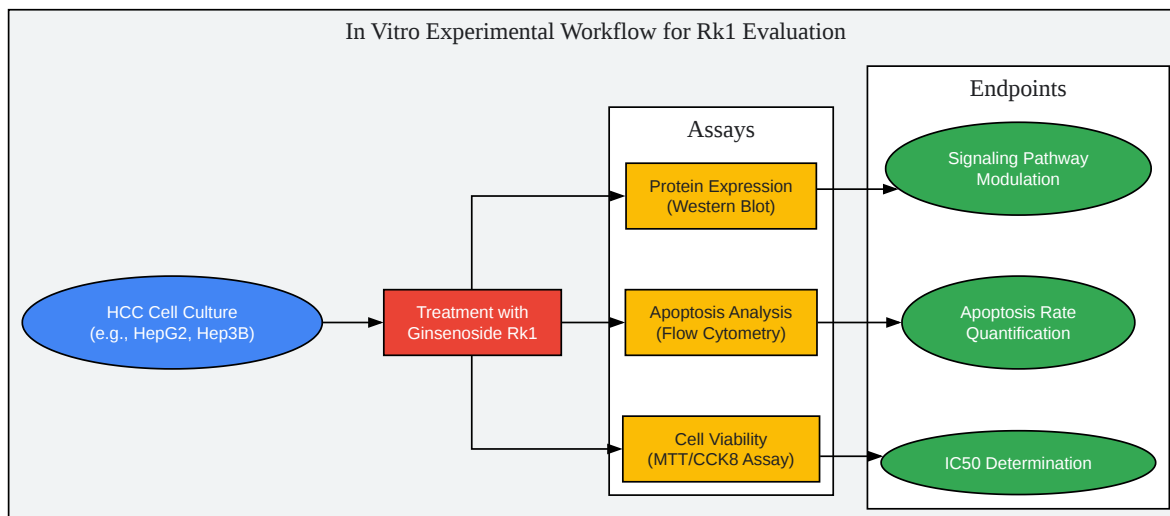 In Vitro Experimental Workflow for Rk1 Evaluation
HCC Cell Culture
(e.g., HepG2, Hep3B)
Treatment with
Ginsenoside Rk1
Assays
Protein Expression
(Western Blot)
Apoptosis Analysis
(Flow Cytometry)
Cell Viability
(MTT/CCK8 Assay)
Endpoints
Signaling Pathway
Modulation
Apoptosis Rate
Quantification
IC50 Determination